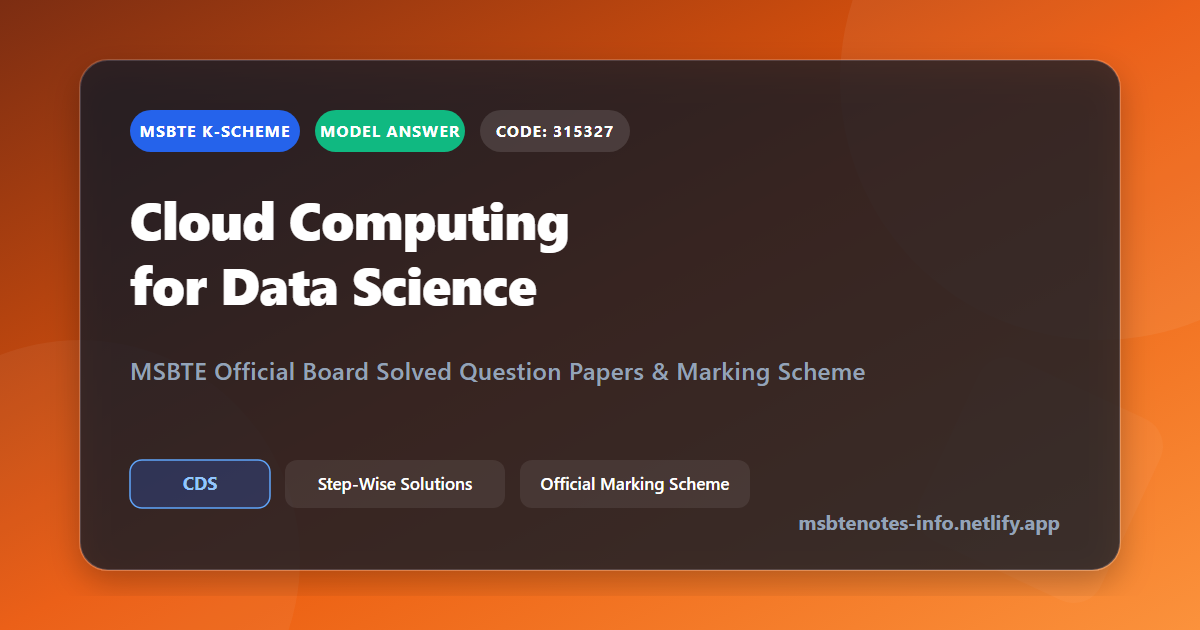 MSBTE K-SCHEME
MODEL ANSWER
CODE: 315327
Cloud Computing
for Data Science
MSBTE Official Board Solved Question Papers & Marking Scheme
CDS
Step-Wise Solutions
Official Marking Scheme
msbtenotes-info.netlify.app